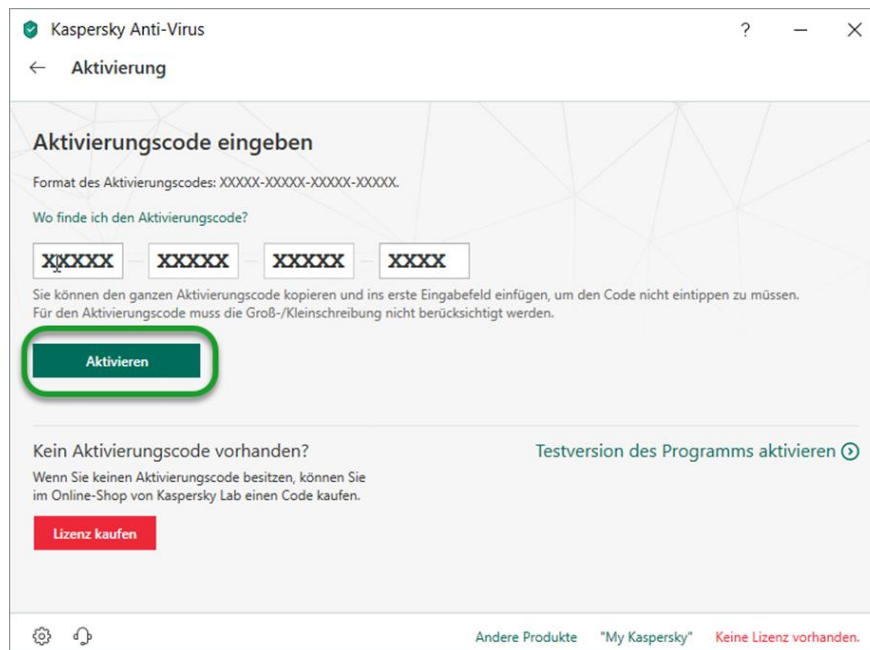 Kaspersky Anti-Virus
Aktivierung
Aktivierungscode eingeben
Format des Aktivierungscodes: XXXXX-XXXXX-XXXXX-XXXXX.
Wo finde ich den Aktivierungscode?
XXXXX – XXXXX – XXXXX – XXXX
Sie können den ganzen Aktivierungscode kopieren und ins erste Eingabefeld einfügen, um den Code nicht eintippen zu müssen.
Für den Aktivierungscode muss die Groß-/Kleinschreibung nicht berücksichtigt werden.
Aktivieren
Kein Aktivierungscode vorhanden?
Testversion des Programms aktivieren
Wenn Sie keinen Aktivierungscode besitzen, können Sie
im Online-Shop von Kaspersky Lab einen Code kaufen.
Lizenz kaufen
Andere Produkte "My Kaspersky" Keine Lizenz vorhanden.